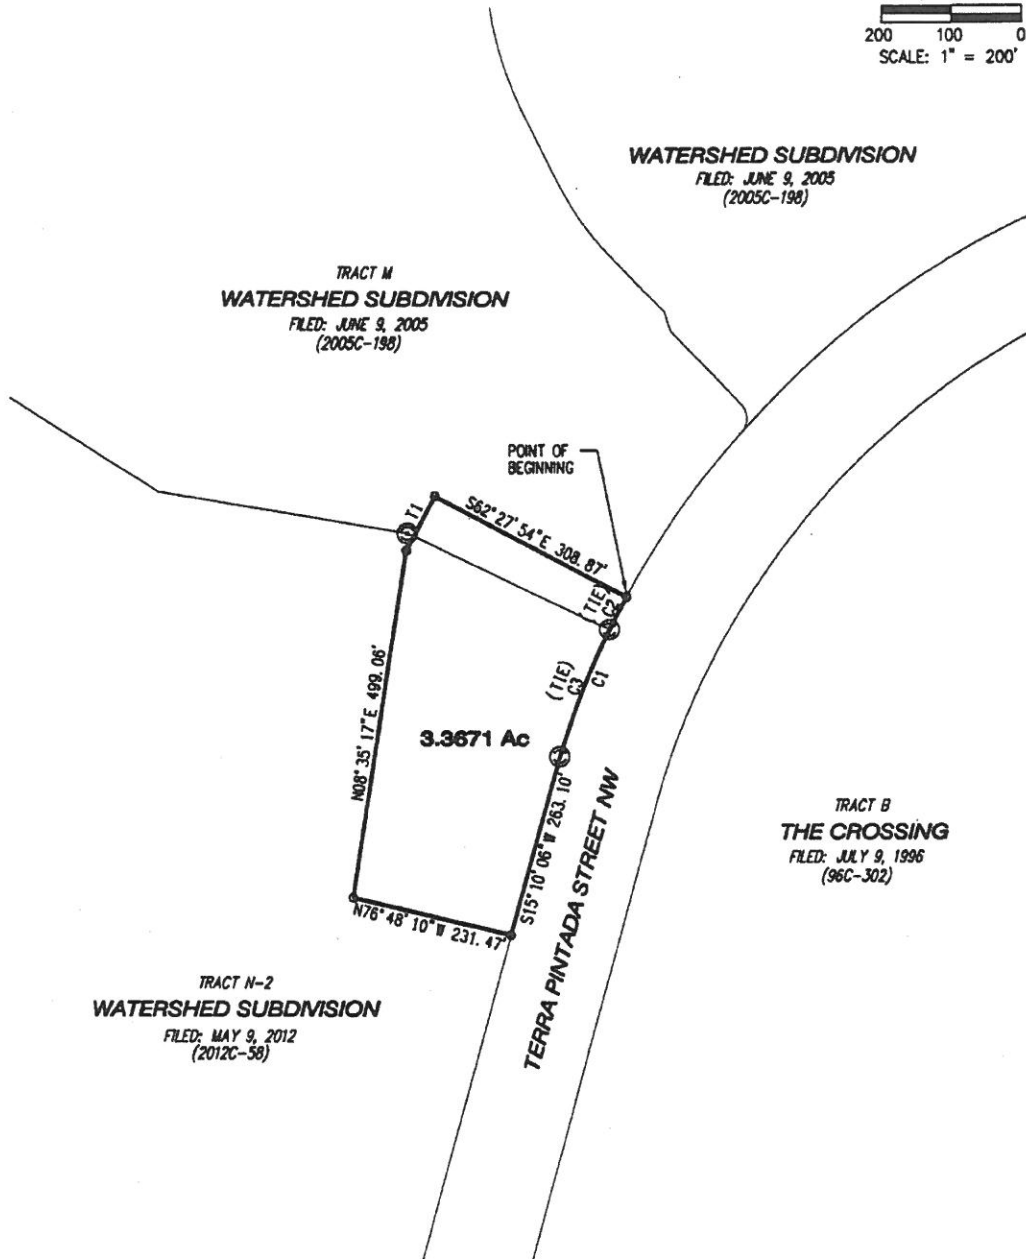 200 100 0
SCALE: 1" = 200'
WATERSHED SUBDIVISION
FILED: JUNE 9, 2005
(2005C-198)
TRACT M
WATERSHED SUBDIVISION
FILED: JUNE 9, 2005
(2005C-198)
POINT OF
BEGINNING
T1
S62°27'54"E 308.87'
(TIE)
C2
(TIE)
C3
C1
N08°35'17"E 499.06'
3.3671 Ac
S15°10'06"W 263.10'
TERRA PINTADA STREET NW
TRACT B
THE CROSSING
FILED: JULY 9, 1996
(96C-302)
N76°48'10"W 231.47'
TRACT N-2
WATERSHED SUBDIVISION
FILED: MAY 9, 2012
(2012C-58)